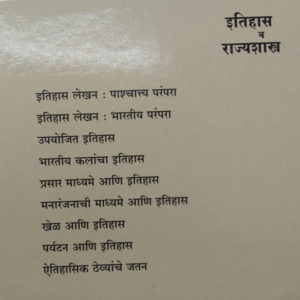 इतिहास
व
राज्यशास्त्र
इतिहास लेखन : पाश्चात्त्य परंपरा
इतिहास लेखन : भारतीय परंपरा
उपयोजित इतिहास
भारतीय कलांचा इतिहास
प्रसार माध्यमे आणि इतिहास
मनारंजनाची माध्यमे आणि इतिहास
खेळ आणि इतिहास
पर्यटन आणि इतिहास
ऐतिहासिक ठेव्यांचे जतन